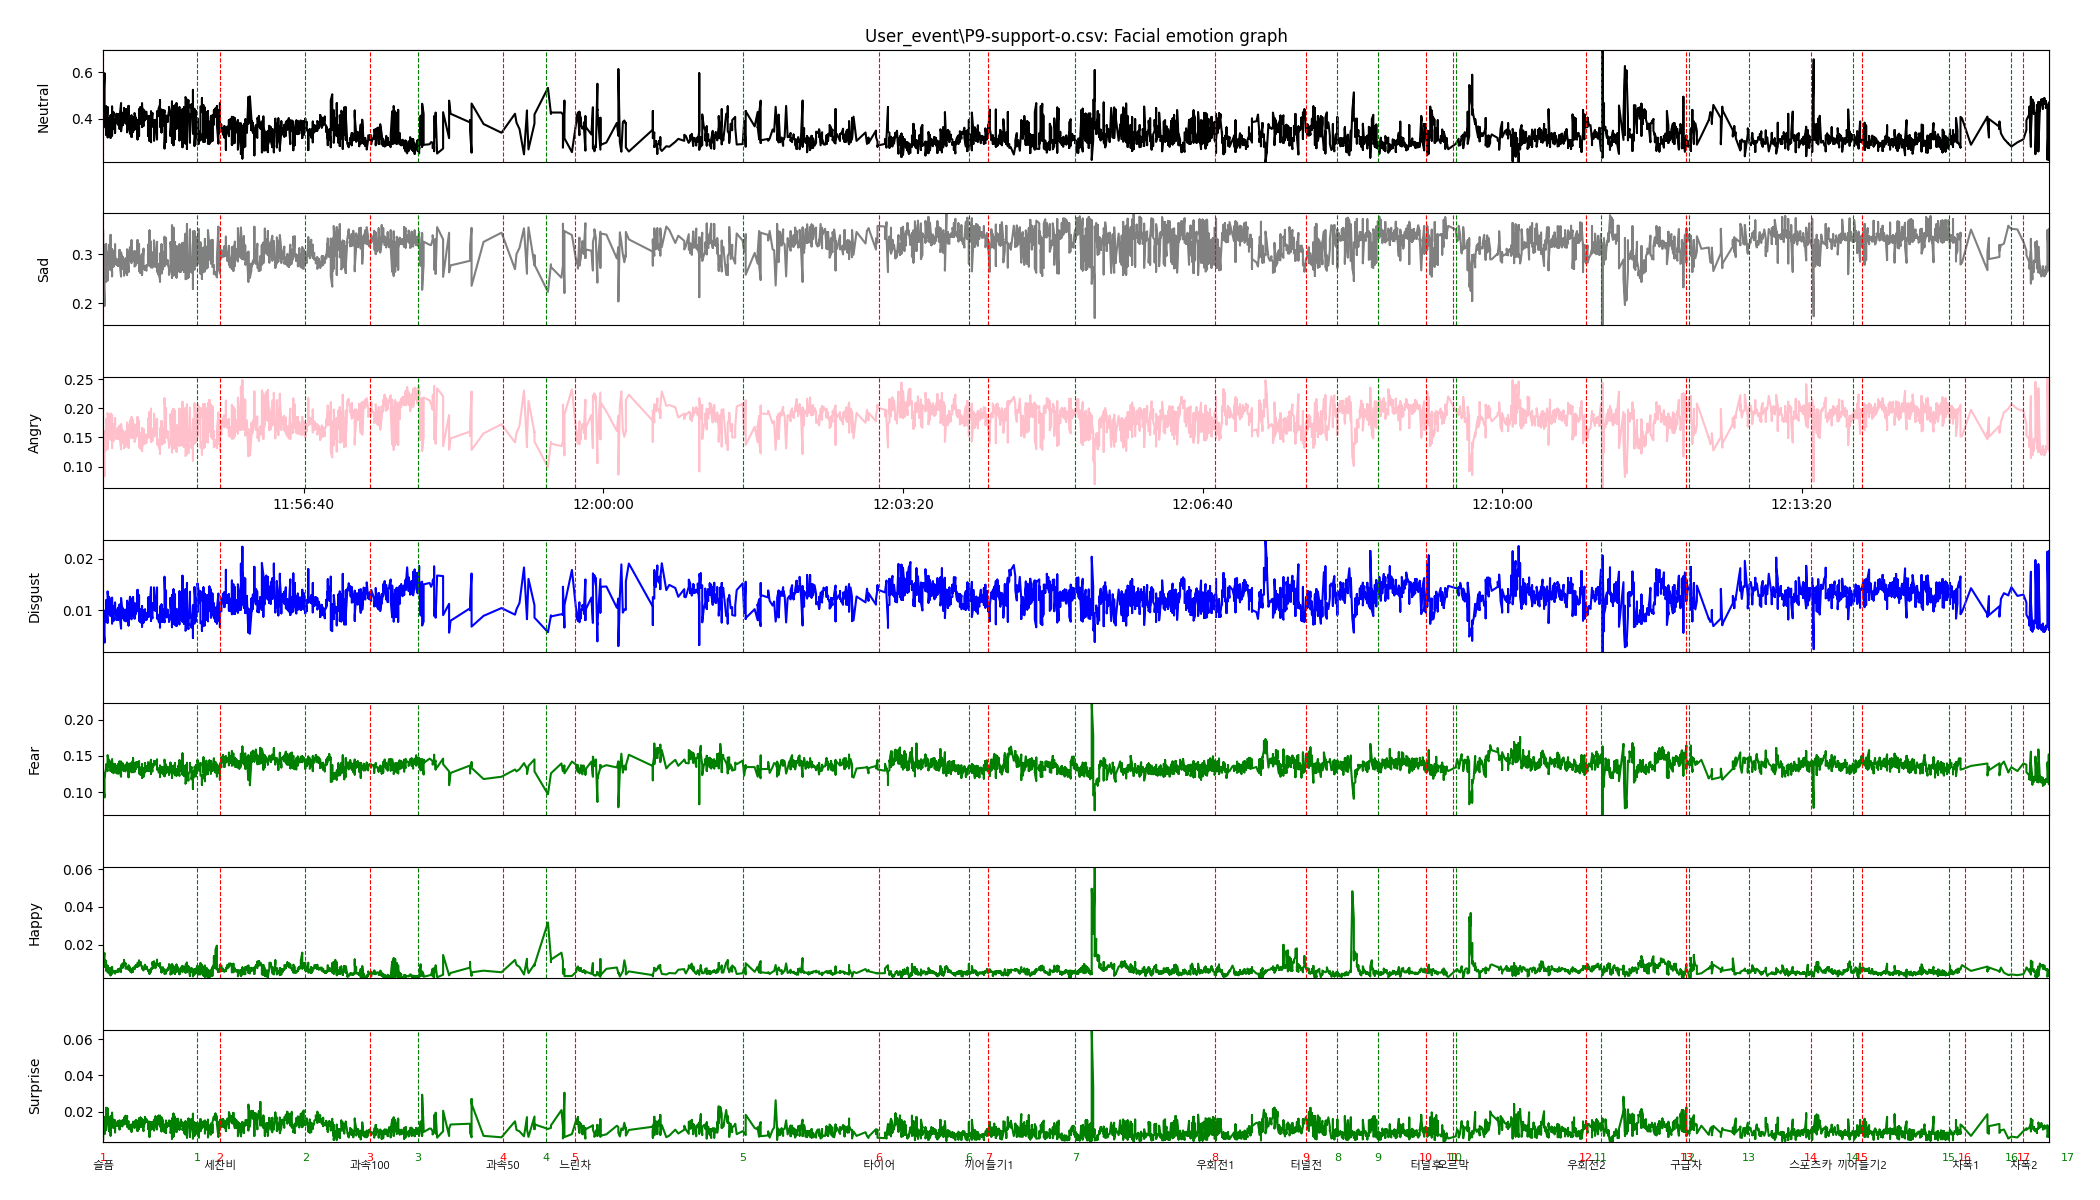 User_event\P9-support-o.csv: Facial emotion graph
Neutral
0.6
0.4
Sad
0.3
0.2
Angry
0.25
0.20
0.15
0.10
11:56:40 12:00:00 12:03:20 12:06:40 12:10:00 12:13:20
Disgust
0.02
0.01
Fear
0.20
0.15
0.10
Happy
0.06
0.04
0.02
Surprise
0.06
0.04
0.02
1 1 2 2 3 3 4 4 5 5 6 6 7 7 8 9 8 9 10 10 12 11 13 13 14 14 15 15 16 16 17 17
슬픔 세찬비 과속100 과속50 느린차 타이어 끼어들기1 우회전1 터널전 터널후 오르막 우회전2 구급차 스포츠카 끼어들기2 자폭1 자폭2